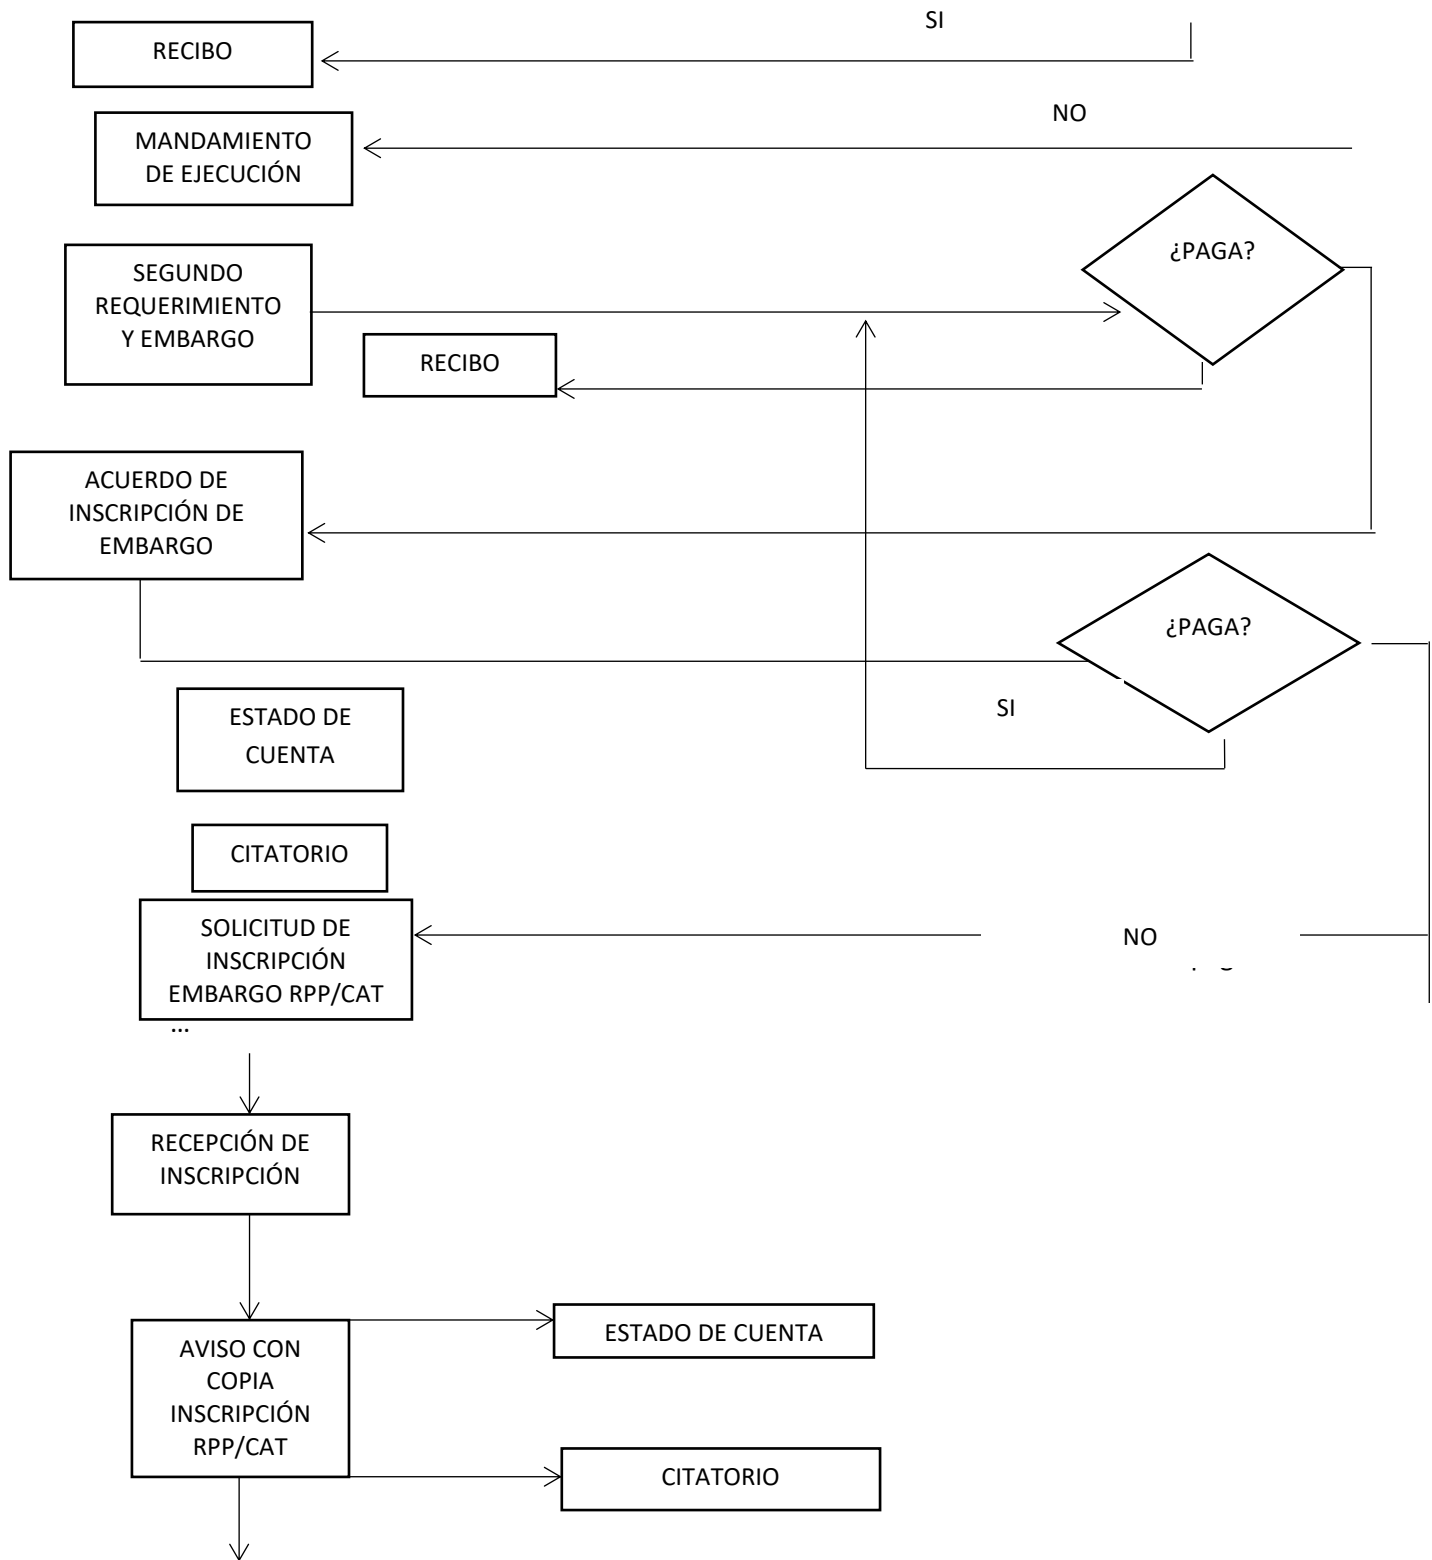 SI
RECIBO
NO
MANDAMIENTO
DE EJECUCIÓN
¿PAGA?
SEGUNDO
REQUERIMIENTO
Y EMBARGO
RECIBO
ACUERDO DE
INSCRIPCIÓN DE
EMBARGO
¿PAGA?
SI
ESTADO DE
CUENTA
CITATORIO
SOLICITUD DE
INSCRIPCIÓN
EMBARGO RPP/CAT
...
NO
RECEPCIÓN DE
INSCRIPCIÓN
AVISO CON
COPIA
INSCRIPCIÓN
RPP/CAT
ESTADO DE CUENTA
CITATORIO